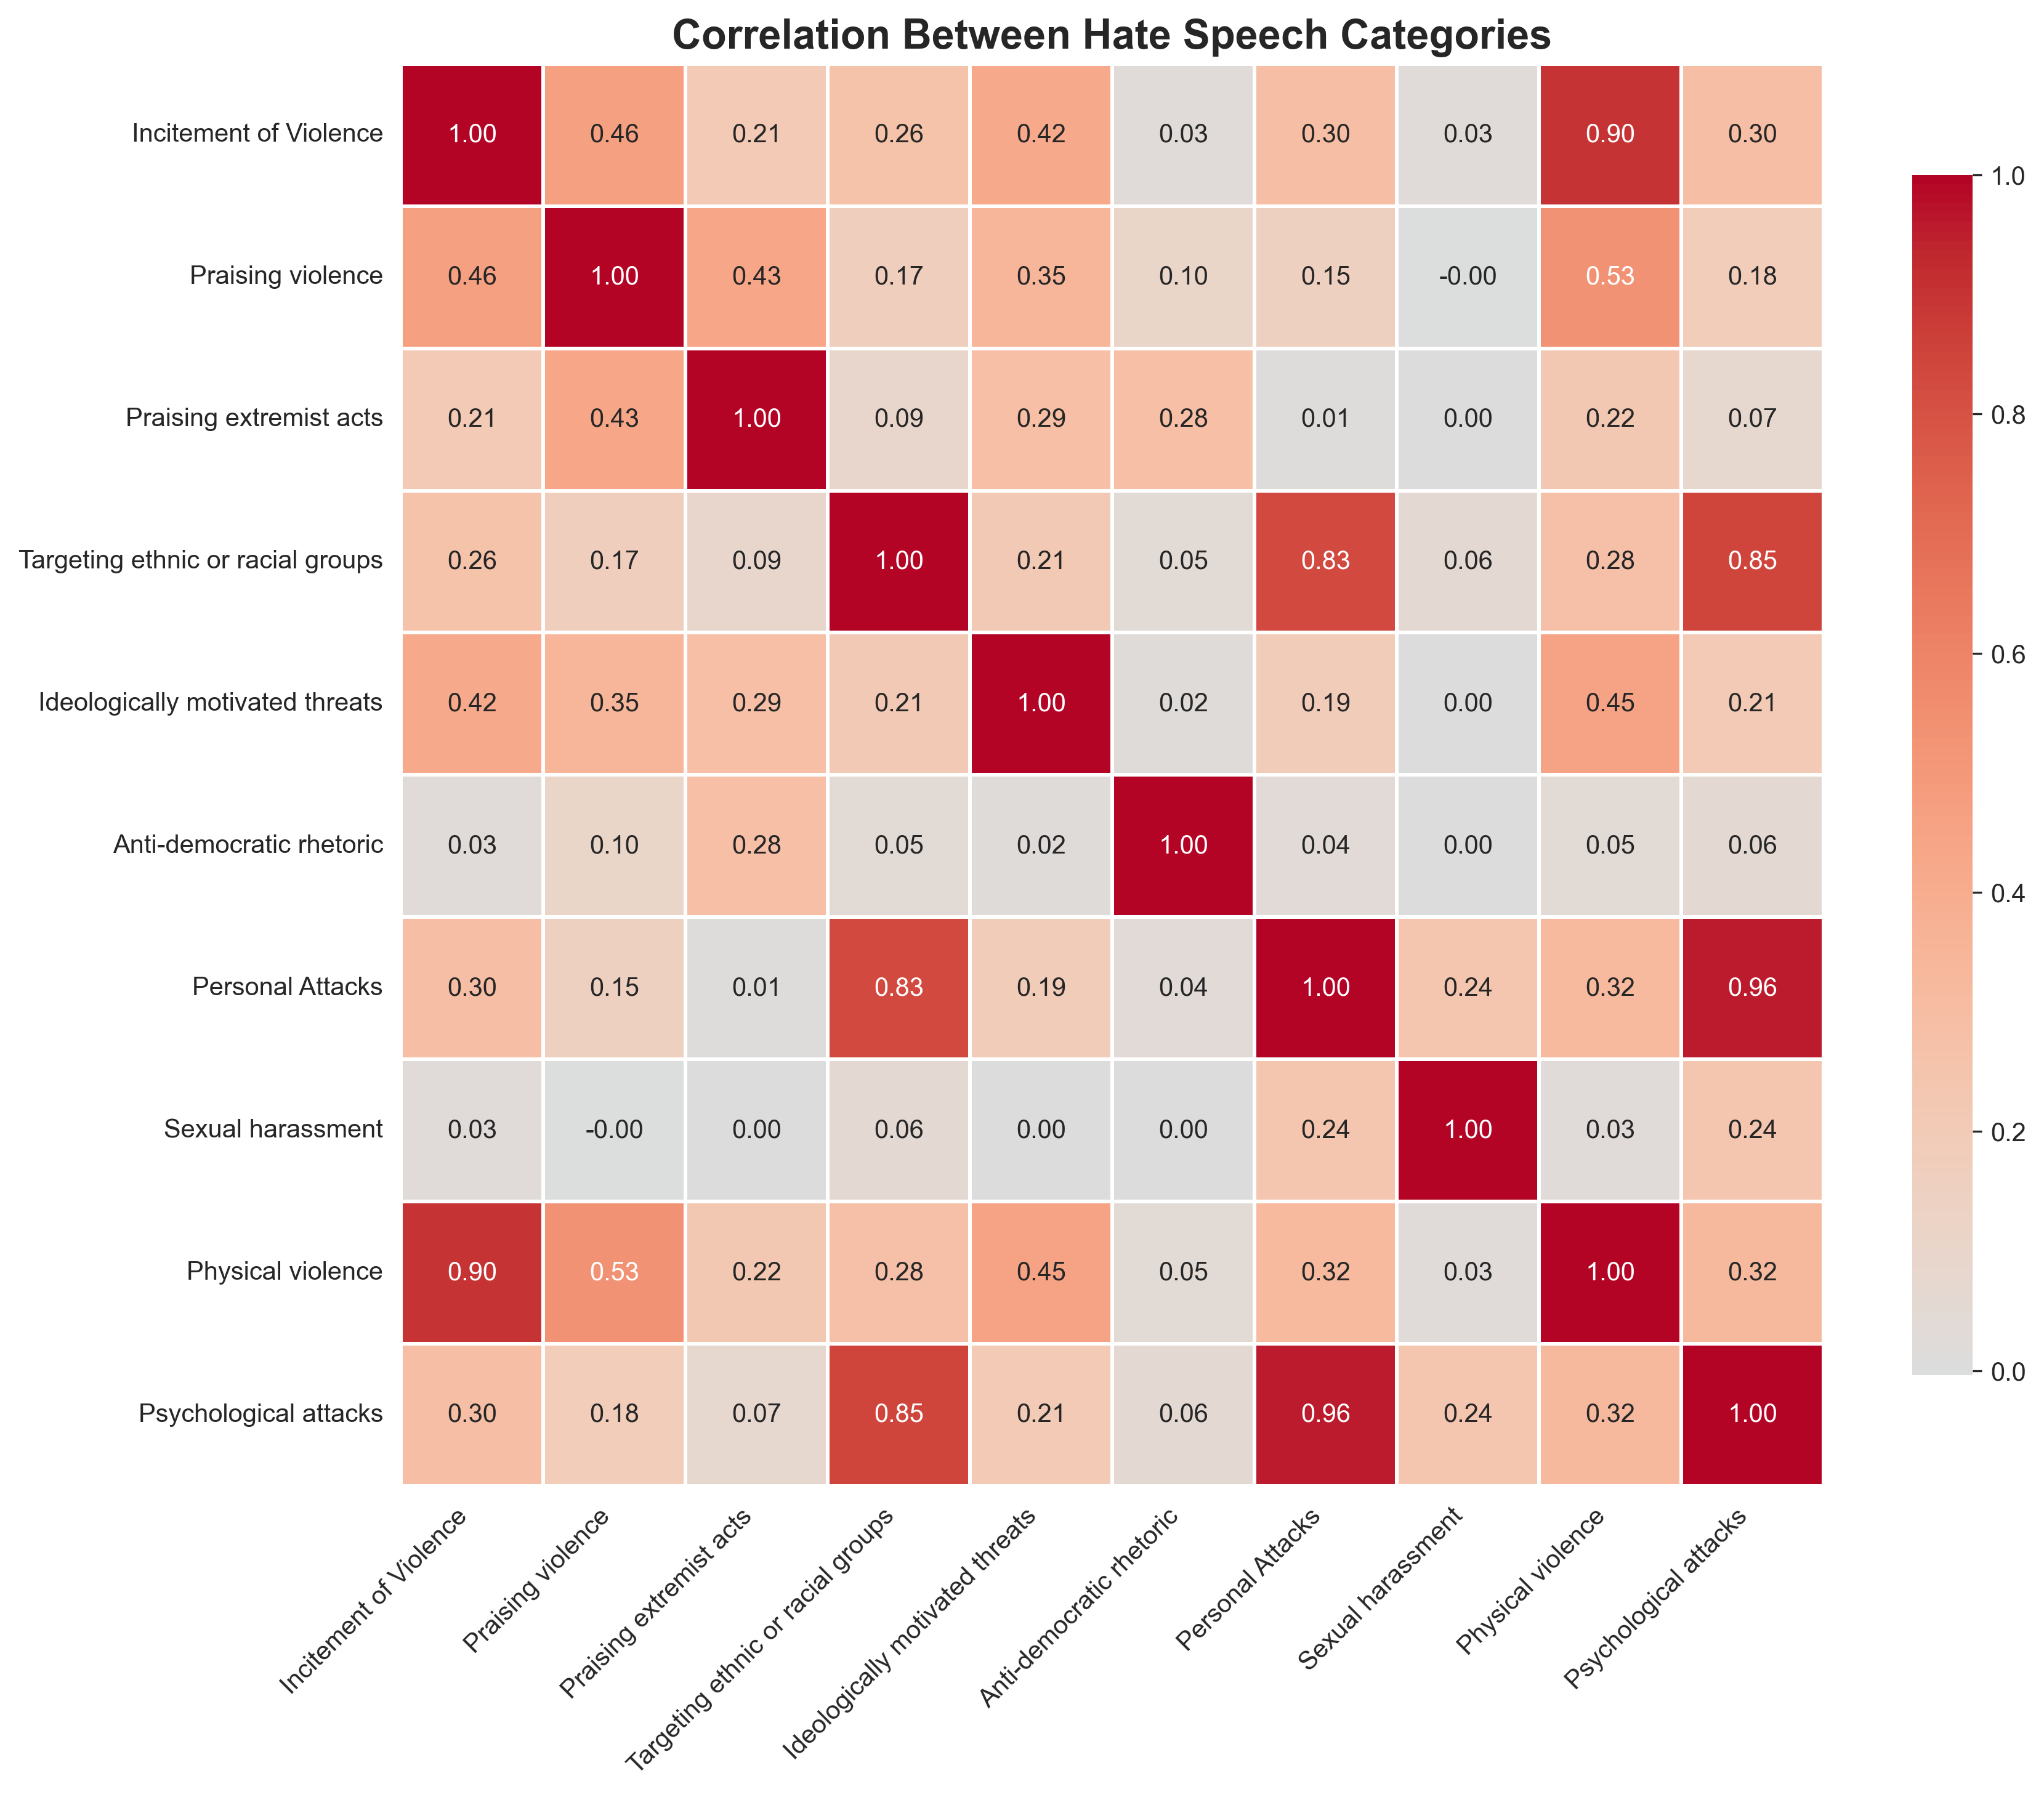 Correlation Between Hate Speech Categories
Incitement of Violence 1.00 0.46 0.21 0.26 0.42 0.03 0.30 0.03 0.90 0.30
Praising violence 0.46 1.00 0.43 0.17 0.35 0.10 0.15 -0.00 0.53 0.18
Praising extremist acts 0.21 0.43 1.00 0.09 0.29 0.28 0.01 0.00 0.22 0.07
Targeting ethnic or racial groups 0.26 0.17 0.09 1.00 0.21 0.05 0.83 0.06 0.28 0.85
Ideologically motivated threats 0.42 0.35 0.29 0.21 1.00 0.02 0.19 0.00 0.45 0.21
Anti-democratic rhetoric 0.03 0.10 0.28 0.05 0.02 1.00 0.04 0.00 0.05 0.06
Personal Attacks 0.30 0.15 0.01 0.83 0.19 0.04 1.00 0.24 0.32 0.96
Sexual harassment 0.03 -0.00 0.00 0.06 0.00 0.00 0.24 1.00 0.03 0.24
Physical violence 0.90 0.53 0.22 0.28 0.45 0.05 0.32 0.03 1.00 0.32
Psychological attacks 0.30 0.18 0.07 0.85 0.21 0.06 0.96 0.24 0.32 1.00
Incitement of Violence
Praising violence
Praising extremist acts
Targeting ethnic or racial groups
Ideologically motivated threats
Anti-democratic rhetoric
Personal Attacks
Sexual harassment
Physical violence
Psychological attacks
1.0
0.8
0.6
0.4
0.2
0.0